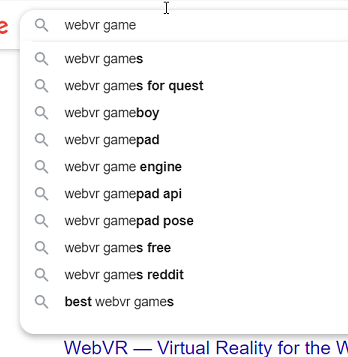 e
webvr game
webvr games
webvr games for quest
webvr gameboy
webvr gamepad
webvr game engine
webvr gamepad api
webvr gamepad pose
webvr games free
webvr games reddit
best webvr games
WebVR — Virtual Reality for the W